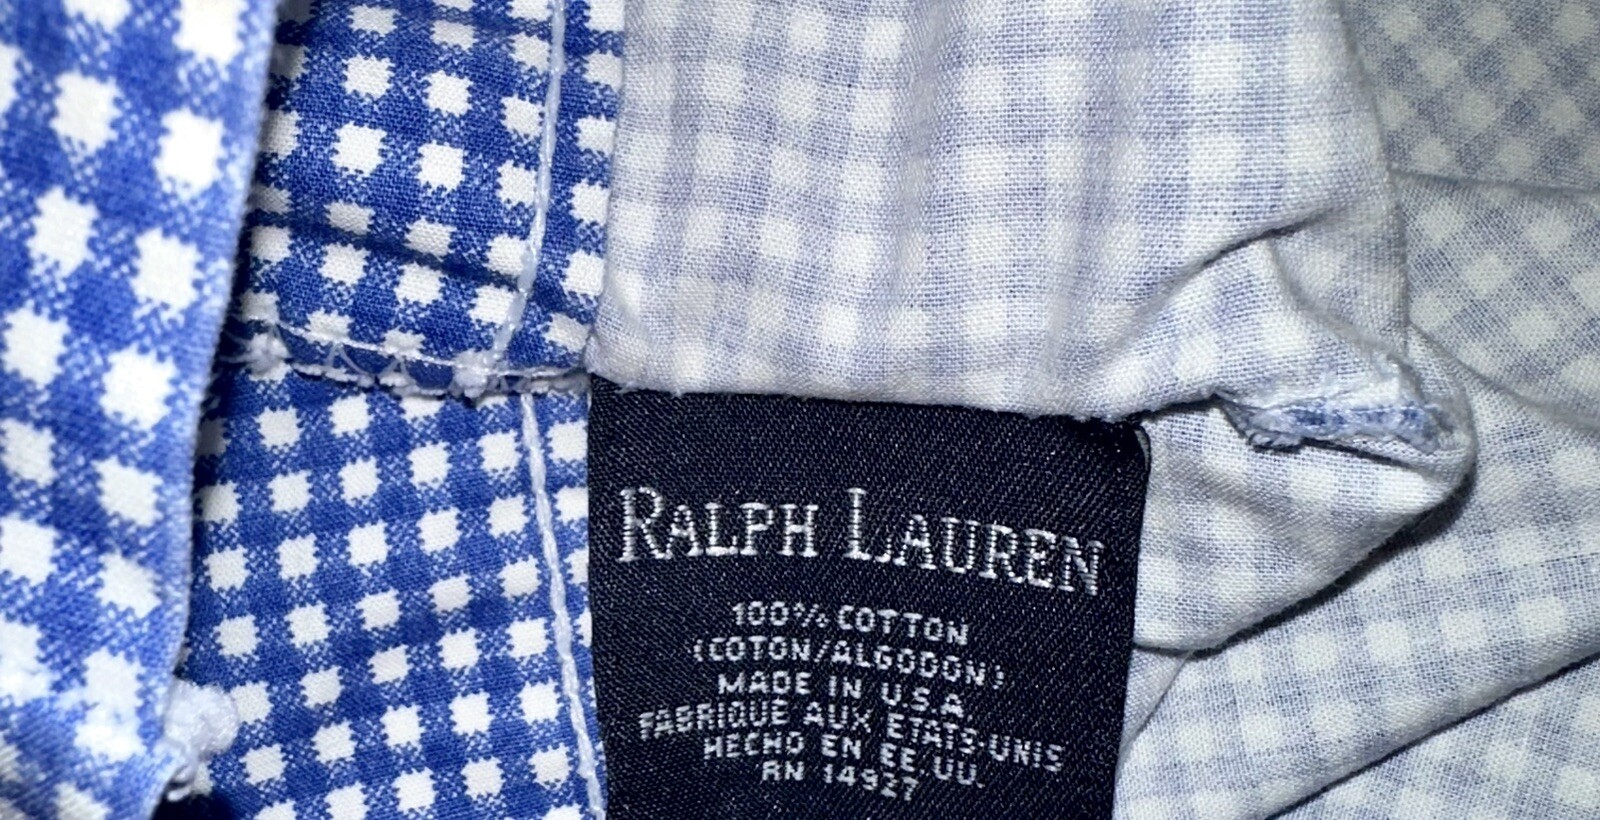 RALPH LAUREN
100% COTTON
(COTON/ALGODON)
MADE IN U.S.A.
FABRIQUE AUX ETATS-UNIS
HECHO EN EE.UU.
RN 14927